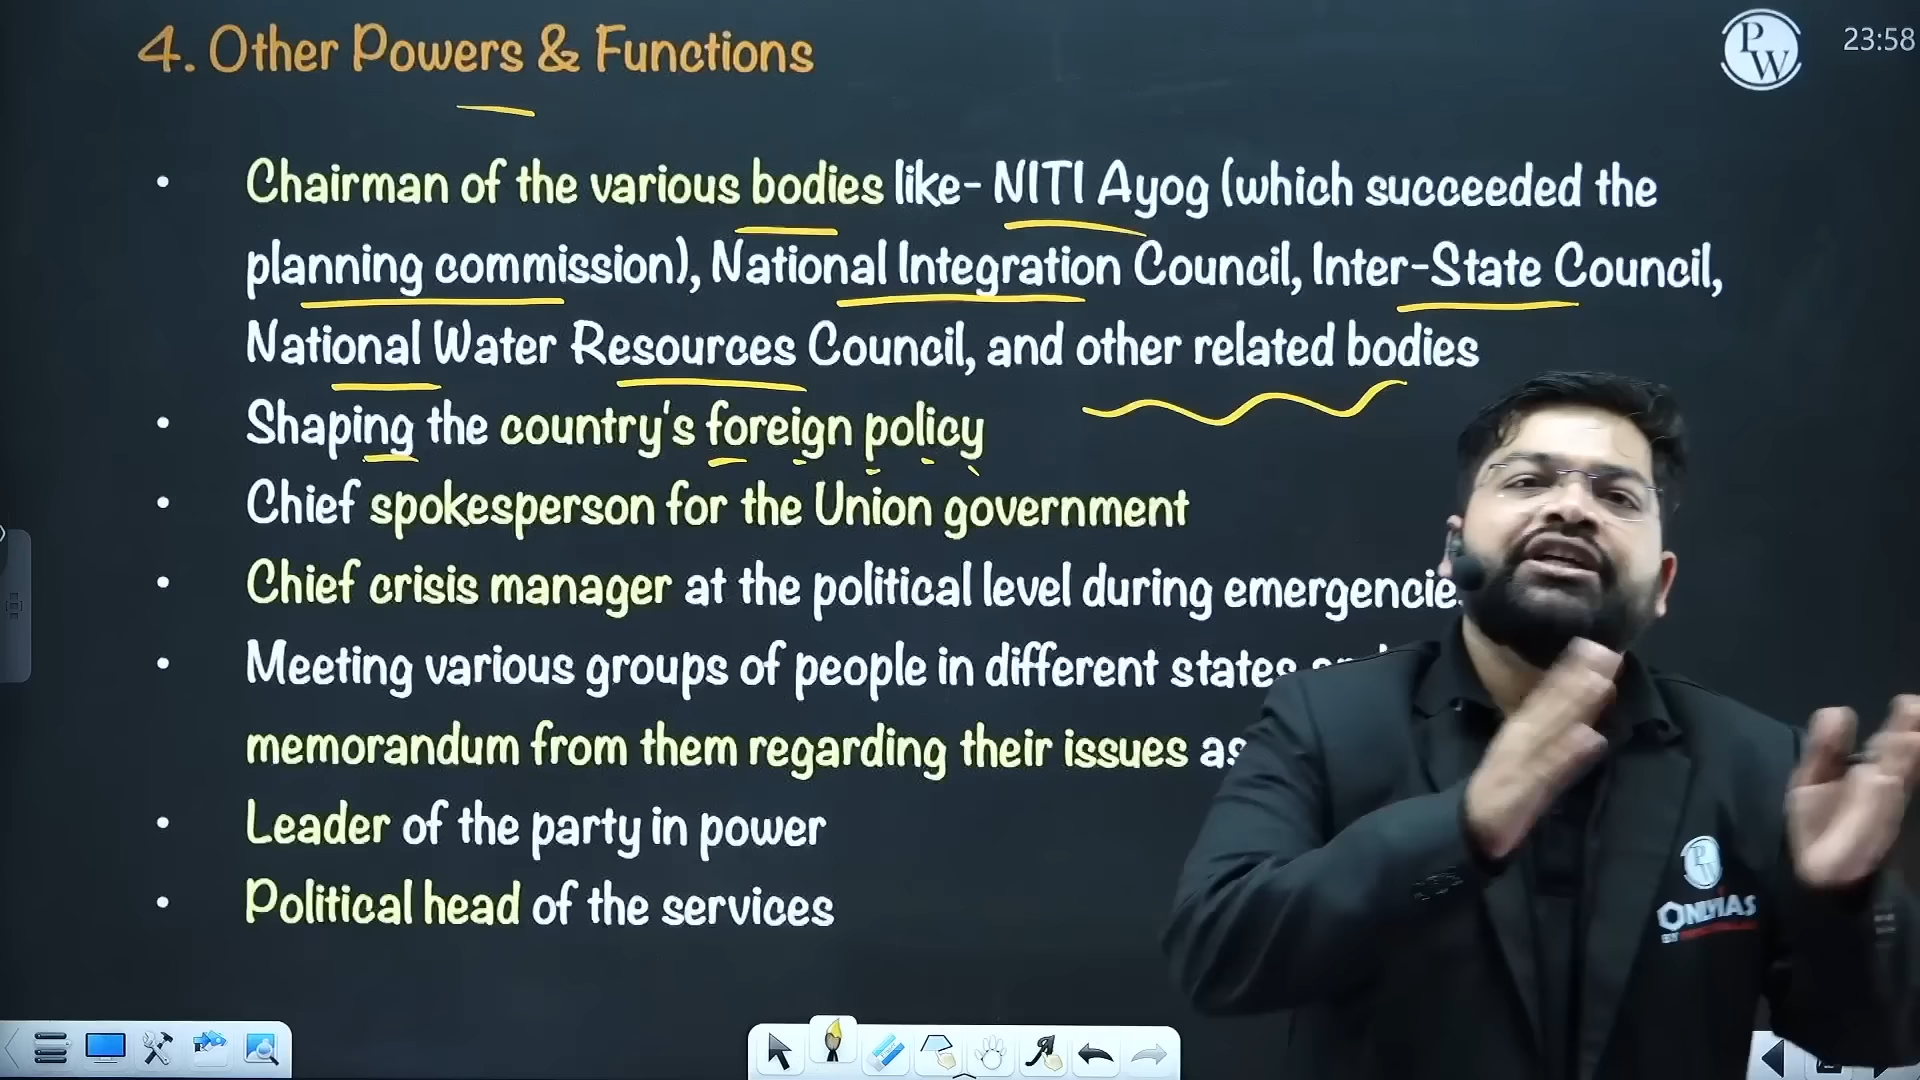 4. Other Powers & Functions
PW
23:58
• Chairman of the various bodies like- NITI Ayog (which succeeded the
planning commission), National Integration Council, Inter-State Council,
National Water Resources Council, and other related bodies
• Shaping the country's foreign policy
• Chief spokesperson for the Union government
• Chief crisis manager at the political level during
• Meeting various groups of people in different states
memorandum from them regarding their issues
• Leader of the party in power
• Political head of the services
PW
ONLYIAS
BY